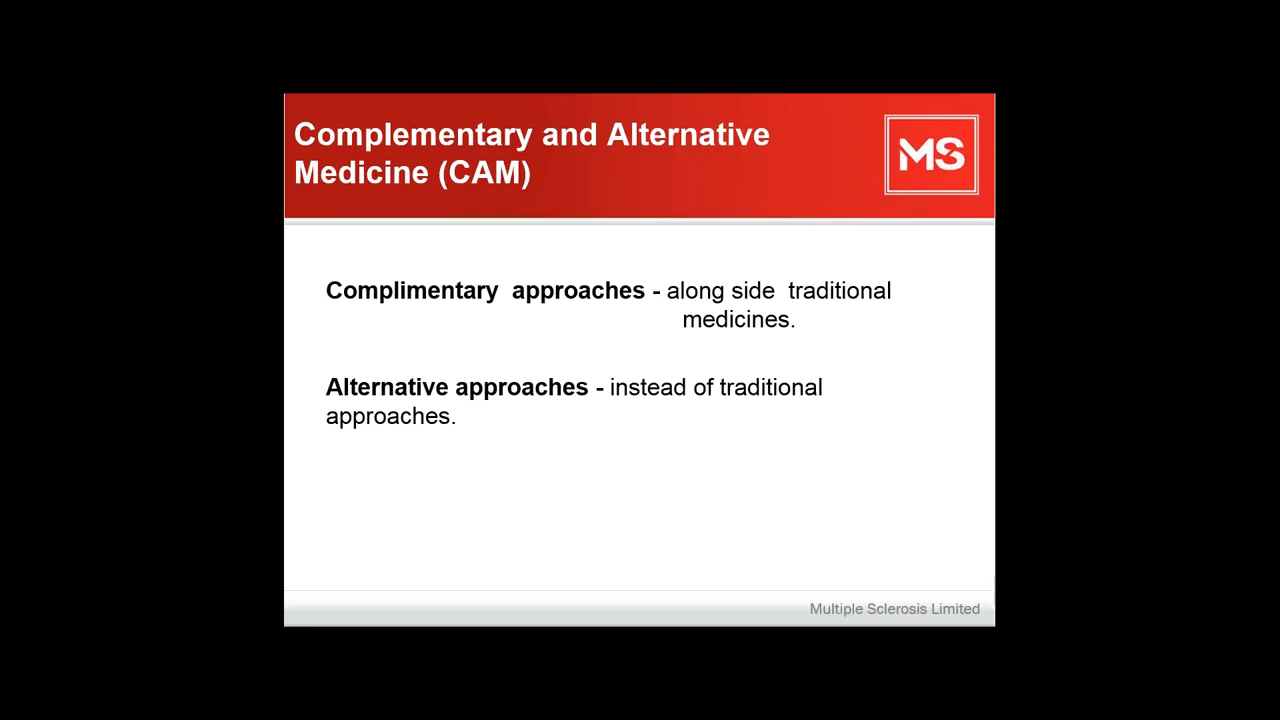 Complementary and Alternative
Medicine (CAM)
MS
Complimentary  approaches - along side  traditional
medicines.
Alternative approaches - instead of traditional
approaches.
Multiple Sclerosis Limited